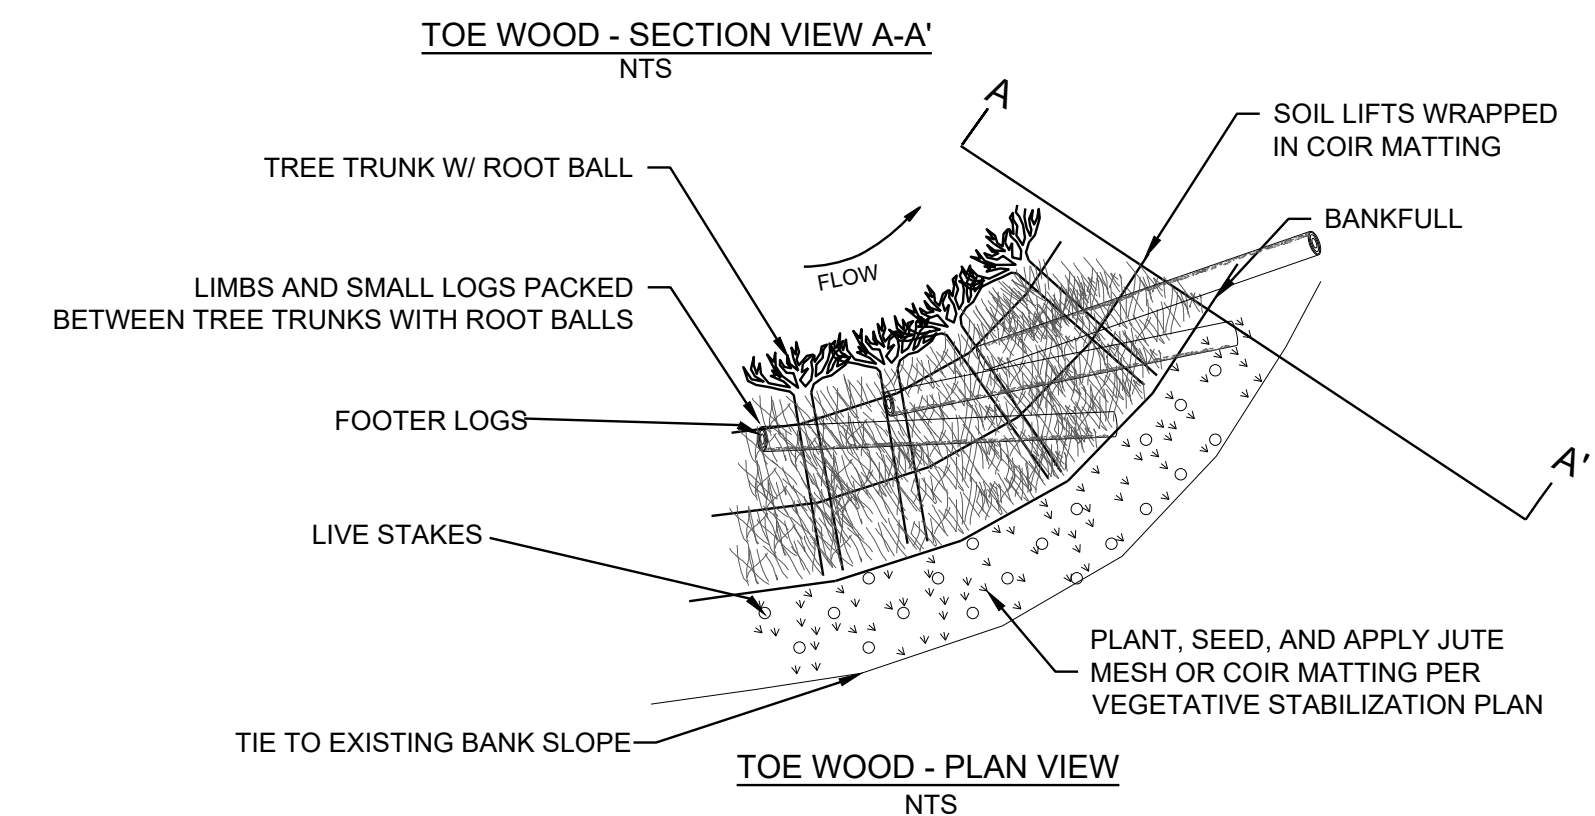 TOE WOOD - SECTION VIEW A-A'
NTS
A
SOIL LIFTS WRAPPED
IN COIR MATTING
TREE TRUNK W/ ROOT BALL
BANKFULL
FLOW
LIMBS AND SMALL LOGS PACKED
BETWEEN TREE TRUNKS WITH ROOT BALLS
FOOTER LOGS
A'
LIVE STAKES
PLANT, SEED, AND APPLY JUTE
MESH OR COIR MATTING PER
VEGETATIVE STABILIZATION PLAN
TIE TO EXISTING BANK SLOPE
TOE WOOD - PLAN VIEW
NTS